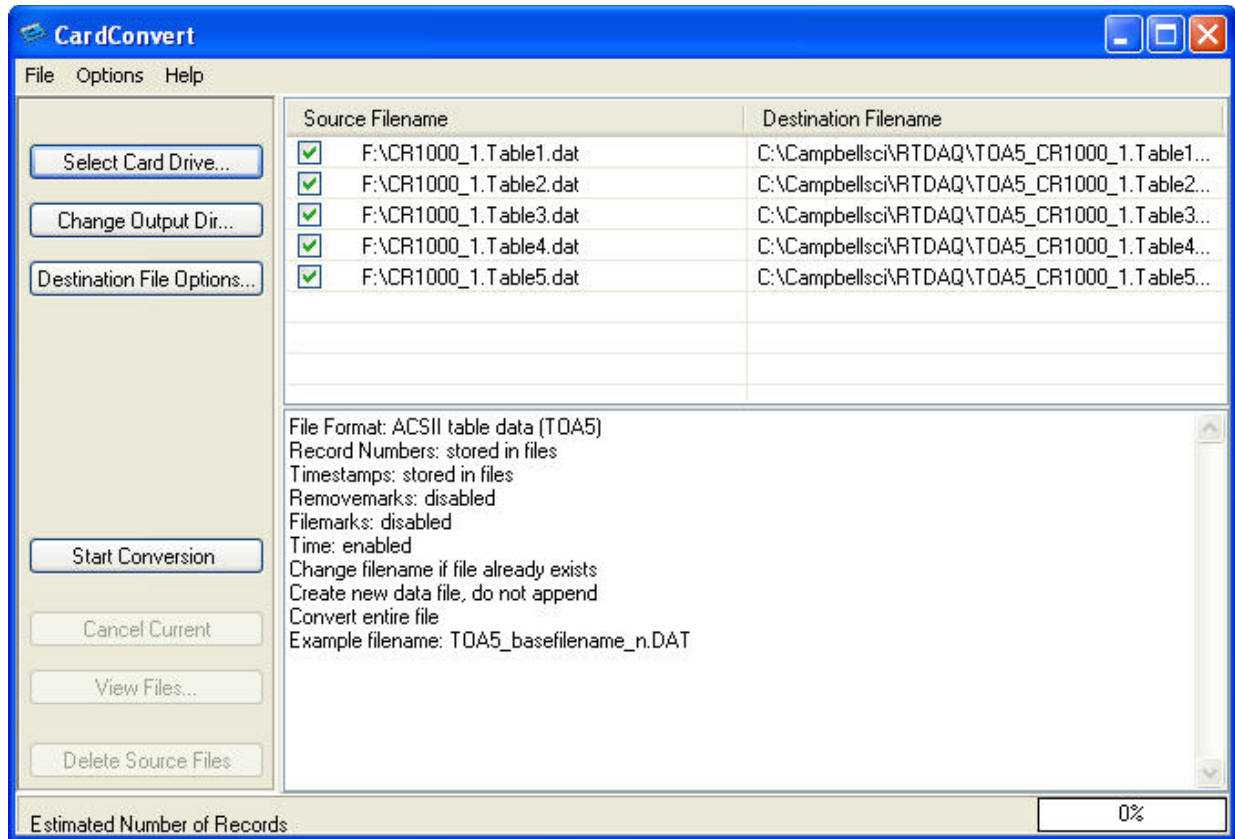 CardConvert
File Options Help
Select Card Drive...
Change Output Dir...
Destination File Options...
Start Conversion
Cancel Current
View Files...
Delete Source Files
Source Filename Destination Filename
F:\CR1000_1.Table1.dat C:\Campbellsci\RTDAQ\TOA5_CR1000_1.Table1...
F:\CR1000_1.Table2.dat C:\Campbellsci\RTDAQ\TOA5_CR1000_1.Table2...
F:\CR1000_1.Table3.dat C:\Campbellsci\RTDAQ\TOA5_CR1000_1.Table3...
F:\CR1000_1.Table4.dat C:\Campbellsci\RTDAQ\TOA5_CR1000_1.Table4...
F:\CR1000_1.Table5.dat C:\Campbellsci\RTDAQ\TOA5_CR1000_1.Table5...
File Format: ACSII table data (TOA5)
Record Numbers: stored in files
Timestamps: stored in files
Removemarks: disabled
Filemarks: disabled
Time: enabled
Change filename if file already exists
Create new data file, do not append
Convert entire file
Example filename: TOA5_basefilename_n.DAT
Estimated Number of Records 0%